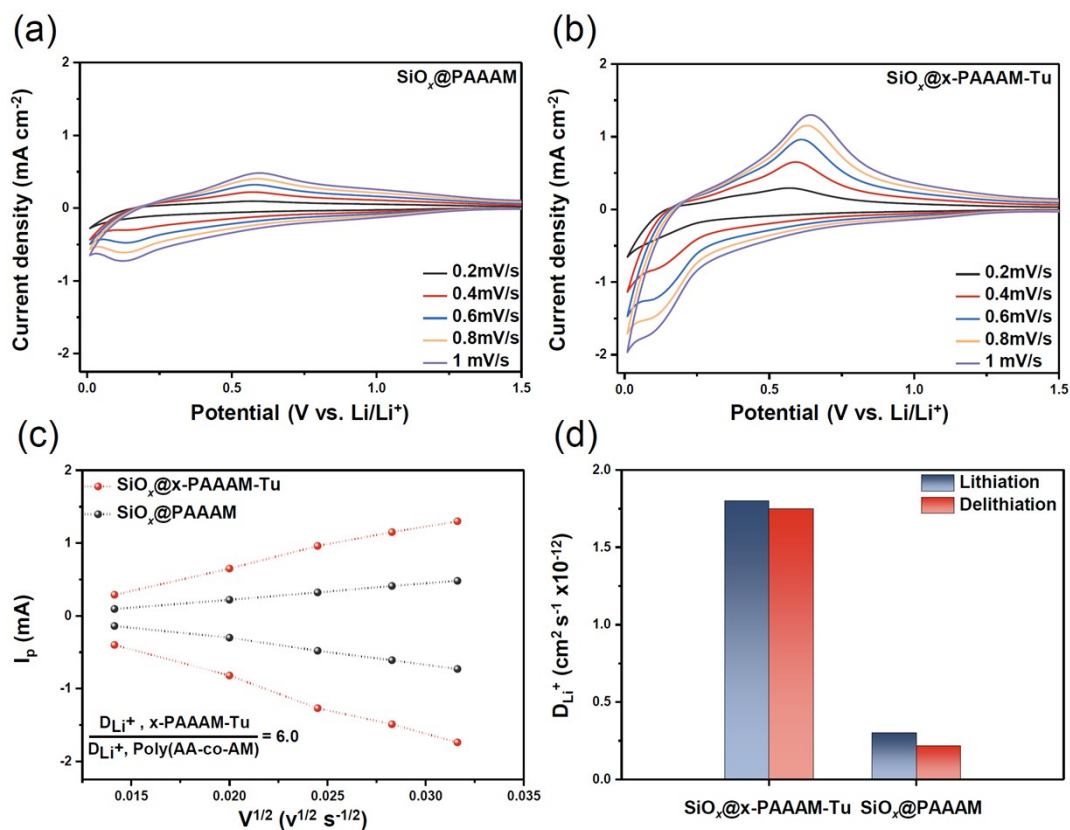 (a)
SiOₓ@PAAAM
Current density (mA cm⁻²)
2
1
0
-1
-2
0.2mV/s
0.4mV/s
0.6mV/s
0.8mV/s
1 mV/s
0.0
0.5
1.0
1.5
Potential (V vs. Li/Li⁺)
(b)
SiOₓ@x-PAAAM-Tu
Current density (mA cm⁻²)
2
1
0
-1
-2
0.2mV/s
0.4mV/s
0.6mV/s
0.8mV/s
1 mV/s
0.0
0.5
1.0
1.5
Potential (V vs. Li/Li⁺)
(c)
SiOₓ@x-PAAAM-Tu
SiOₓ@PAAAM
Iₚ (mA)
2
1
0
-1
-2
D_Li⁺ , x-PAAAM-Tu
D_Li⁺, Poly(AA-co-AM)
= 6.0
0.015
0.020
0.025
0.030
0.035
V^1/2 (v^1/2 s^-1/2)
(d)
Lithiation
Delithiation
D_Li⁺ (cm² s⁻¹ x10⁻¹²)
2.0
1.5
1.0
0.5
0.0
SiOₓ@x-PAAAM-Tu SiOₓ@PAAAM